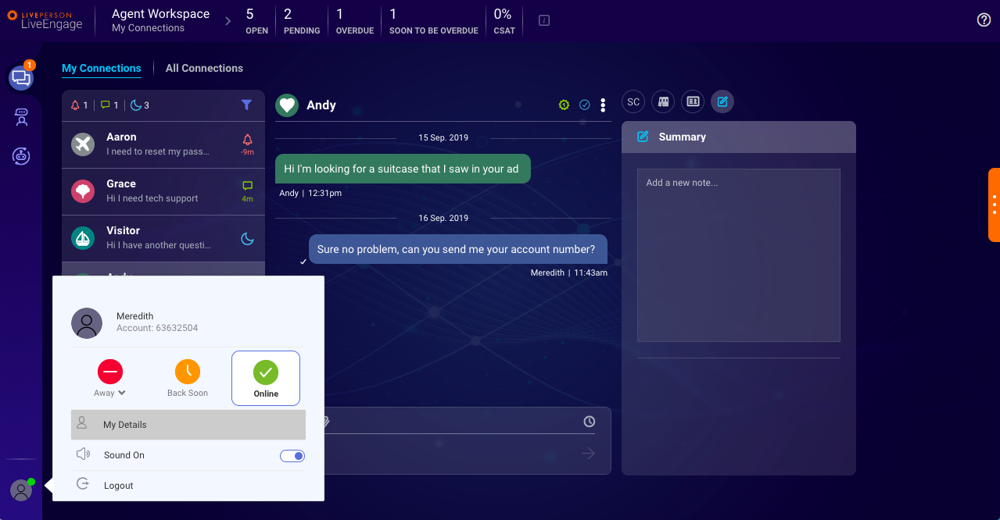 LIVEPERSON
LiveEngage
Agent Workspace
My Connections
5
OPEN
2
PENDING
1
OVERDUE
1
SOON TO BE OVERDUE
0%
CSAT
i
?
1
My Connections
All Connections
1
1
3
Aaron
I need to reset my pass...
-9m
Grace
Hi I need tech support
4m
Visitor
Hi I have another questi...
Andy
Andy
1
15 Sep. 2019
Hi I'm looking for a suitcase that I saw in your ad
Andy | 12:31pm
16 Sep. 2019
Sure no problem, can you send me your account number?
Meredith | 11:43am
SC
Summary
Add a new note...
Meredith
Account: 63632504
Away
Back Soon
Online
My Details
Sound On
Logout